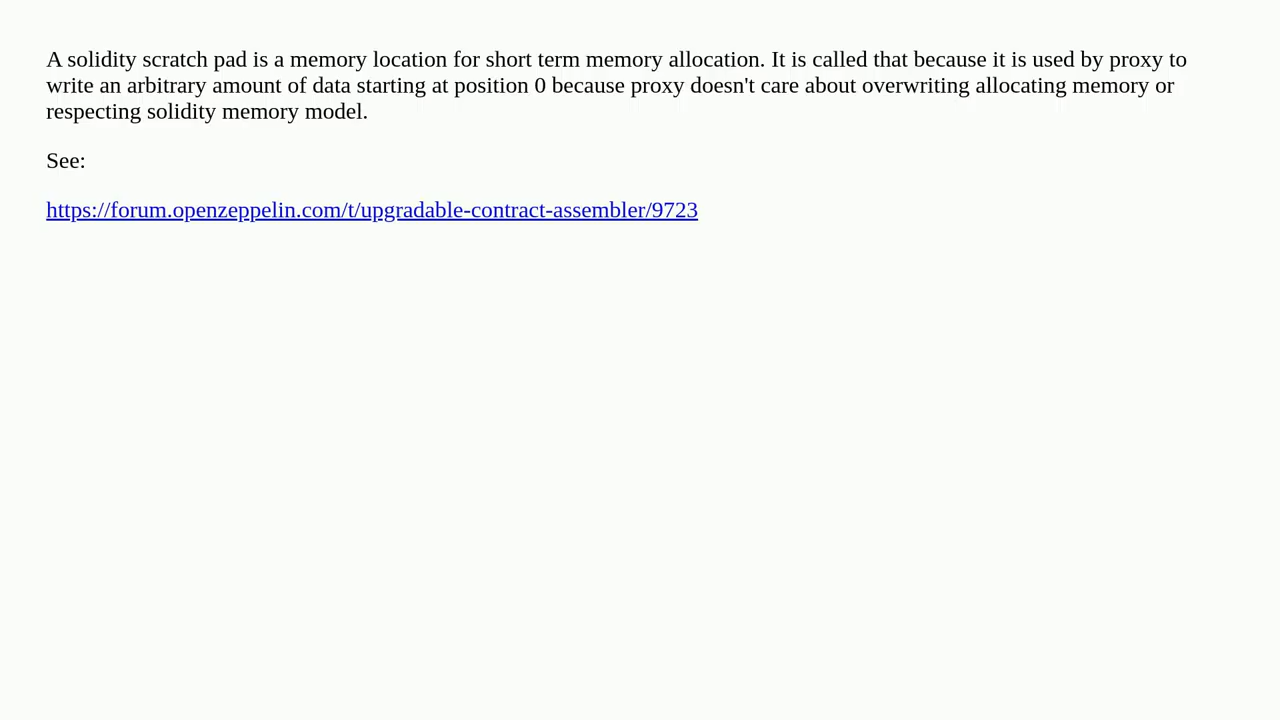 A solidity scratch pad is a memory location for short term memory allocation. It is called that because it is used by proxy to
write an arbitrary amount of data starting at position 0 because proxy doesn't care about overwriting allocating memory or
respecting solidity memory model.
See:
https://forum.openzeppelin.com/t/upgradable-contract-assembler/9723